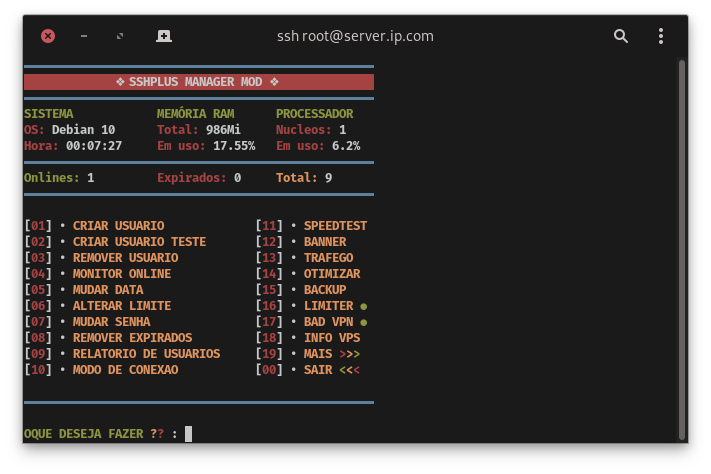 ssh root@server.ip.com
❖ SSHPLUS MANAGER MOD ❖
SISTEMA MEMÓRIA RAM PROCESSADOR
OS: Debian 10 Total: 986Mi Nucleos: 1
Hora: 00:07:27 Em uso: 17.55% Em uso: 6.2%
Onlines: 1 Expirados: 0 Total: 9
[01] • CRIAR USUARIO [11] • SPEEDTEST
[02] • CRIAR USUARIO TESTE [12] • BANNER
[03] • REMOVER USUARIO [13] • TRAFEGO
[04] • MONITOR ONLINE [14] • OTIMIZAR
[05] • MUDAR DATA [15] • BACKUP
[06] • ALTERAR LIMITE [16] • LIMITER ●
[07] • MUDAR SENHA [17] • BAD VPN ●
[08] • REMOVER EXPIRADOS [18] • INFO VPS
[09] • RELATORIO DE USUARIOS [19] • MAIS >>>
[10] • MODO DE CONEXAO [00] • SAIR <<<
OQUE DESEJA FAZER ?? :